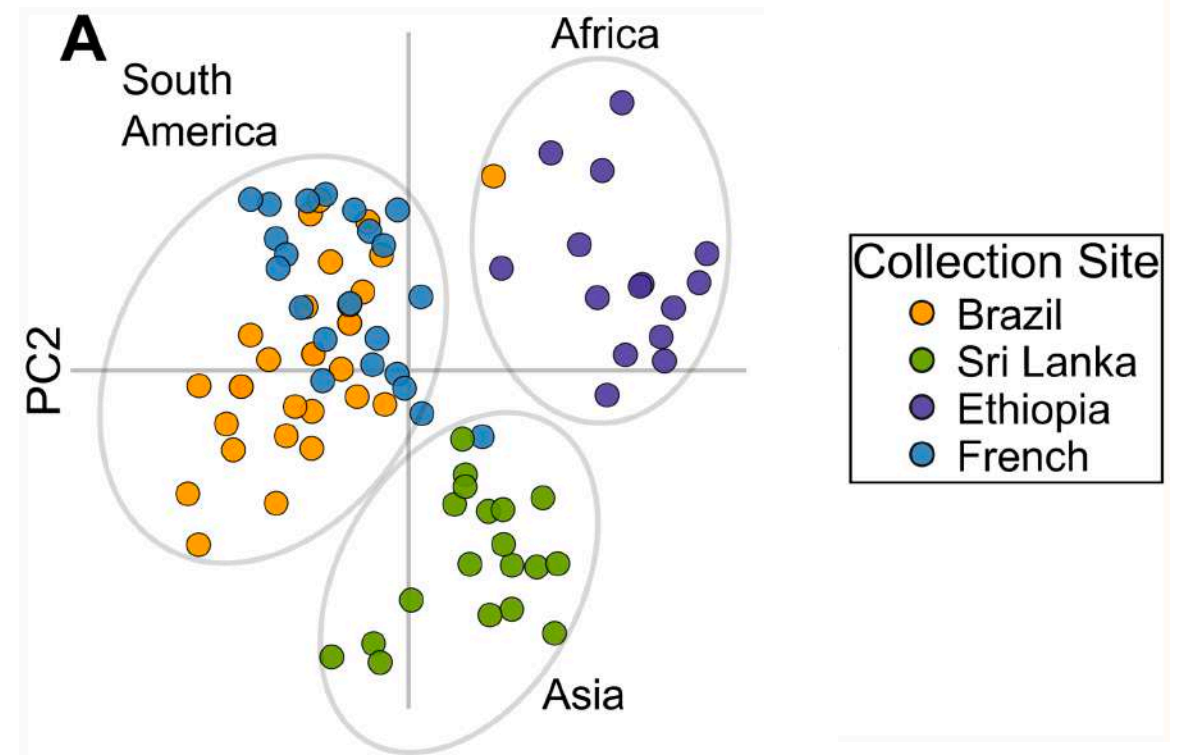 A
South
America
Africa
PC2
Asia
Collection Site
Brazil
Sri Lanka
Ethiopia
French